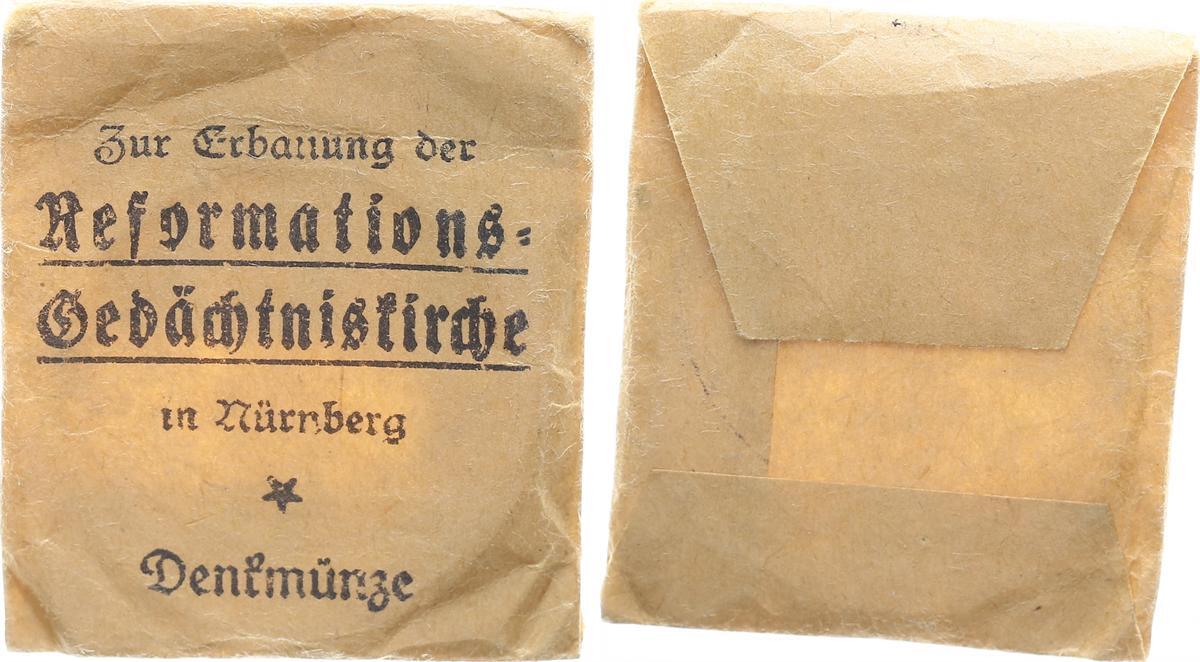 Zur Erbauung der
Reformations-
Gedächtniskirche
in Nürnberg
Denkmünze